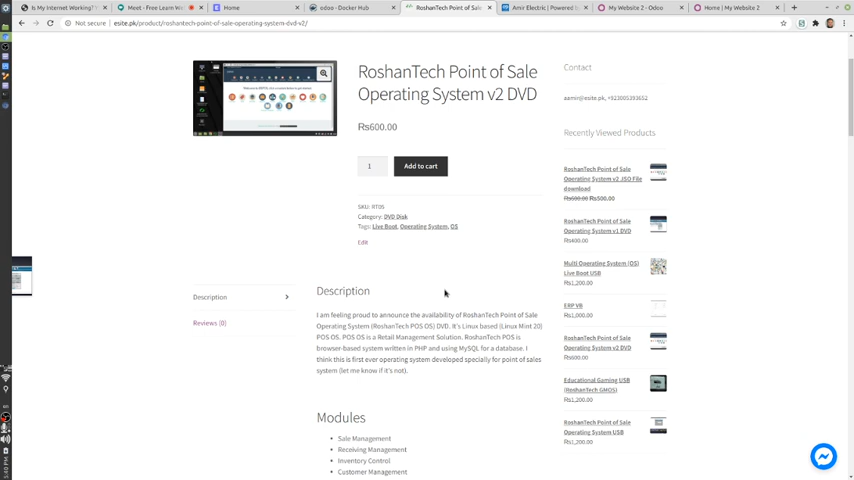 Is My Internet Working?
Meet - Free Learn
Home
odoo - Docker Hub
RoshanTech Point of Sale
Amir Electric | Powered b
My Website 2 - Odoo
Home | My Website 2
Not secure | esite.pk/product/roshantech-point-of-sale-operating-system-dvd-v2/
RoshanTech Point of Sale
Operating System v2 DVD
₨600.00
1
Add to cart
SKU: RT05
Category: DVD Disk
Tags: Live Boot, Operating System, OS
Edit
Description
Reviews (0)
Description
I am feeling proud to announce the availability of RoshanTech Point of Sale
Operating System (RoshanTech POS OS) DVD. It's Linux based (Linux Mint 20)
POS OS. POS OS is a Retail Management Solution. RoshanTech POS is
browser-based system written in PHP and using MySQL for a database. I
think this is first ever operating system developed specially for point of sales
system (let me know if it's not).
Modules
Sale Management
Receiving Management
Inventory Control
Customer Management
Contact
aamir@esite.pk, +923005393652
Recently Viewed Products
RoshanTech Point of Sale
Operating System v2 .ISO File
download
₨600.00 ₨500.00
RoshanTech Point of Sale
Operating System v1 DVD
₨400.00
Multi Operating System (OS)
Live Boot USB
₨1,200.00
ERP V8
₨1,000.00
RoshanTech Point of Sale
Operating System v2 DVD
₨600.00
Educational Gaming USB
(RoshanTech GMOS)
₨1,200.00
RoshanTech Point of Sale
Operating System USB
₨1,200.00
5:40 PM